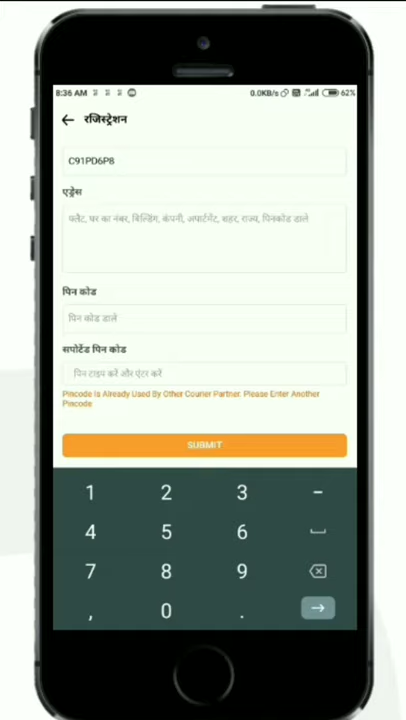 8:36 AM
0.0KB/s
62%
रजिस्ट्रेशन
C91PD6P8
एड्रेस
फ्लैट, घर का नंबर, बिल्डिंग, कंपनी, अपार्टमेंट, शहर, राज्य, पिनकोड डाले
पिन कोड
पिन कोड डाले
सपोर्टेड पिन कोड
पिन टाइप करें और एंटर करें
Pincode Is Already Used By Other Courier Partner. Please Enter Another
Pincode
SUBMIT
1 2 3 -
4 5 6
7 8 9
, 0 .